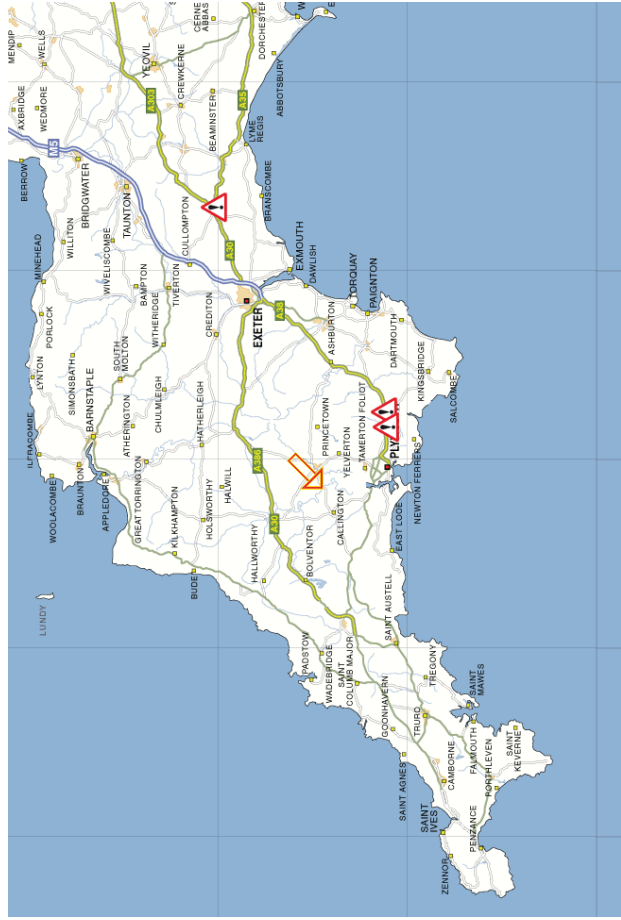 LUNDY
WOOLACOMBE
ILFRACOMBE
LYNTON
PORLOCK
MINEHEAD
BERROW
AXBRIDGE
MENDIP
WELLS
WEDMORE
BRAUNTON
APPLEDORE
BARNSTAPLE
SIMONSBATH
WILLITON
M5
BRIDGWATER
GREAT TORRINGTON
ATHERINGTON
SOUTH
MOLTON
WIVELISCOMBE
TAUNTON
BAMPTON
KILKHAMPTON
CHULMLEIGH
WITHERIDGE
TIVERTON
CULLOMPTON
A303
YEOVIL
CREWKERNE
CERNE
ABBAS
BUDE
HOLSWORTHY
HATHERLEIGH
HALWILL
CREDITON
BEAMINSTER
A30
A35
DORCHESTER
HALLWORTHY
A30
A386
EXETER
LYME
REGIS
BRANSCOMBE
ABBOTSBURY
BOLVENTOR
A38
EXMOUTH
DAWLISH
PADSTOW
WADEBRIDGE
SAINT
COLUMB MAJOR
CALLINGTON
PRINCETOWN
YELVERTON
TAMERTON FOLIOT
ASHBURTON
TORQUAY
PAIGNTON
GOONHAVERN
SAINT AGNES
SAINT AUSTELL
EAST LOOE
PLY
NEWTON FERRERS
DARTMOUTH
KINGSBRIDGE
SALCOMBE
TRURO
TREGONY
SAINT
IVES
ZENNOR
CAMBORNE
FALMOUTH
SAINT
MAWES
PENZANCE
PORTHLEVEN
SAINT
KEVERNE